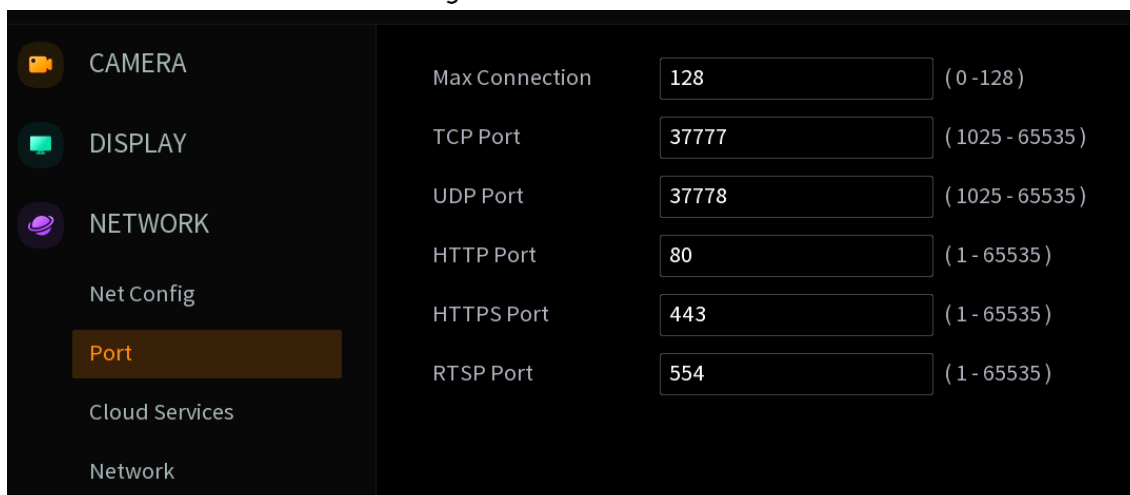 CAMERA
DISPLAY
NETWORK
Net Config
Port
Cloud Services
Network
Max Connection 128 ( 0 -128 )
TCP Port 37777 ( 1025 - 65535 )
UDP Port 37778 ( 1025 - 65535 )
HTTP Port 80 ( 1 - 65535 )
HTTPS Port 443 ( 1 - 65535 )
RTSP Port 554 ( 1 - 65535 )